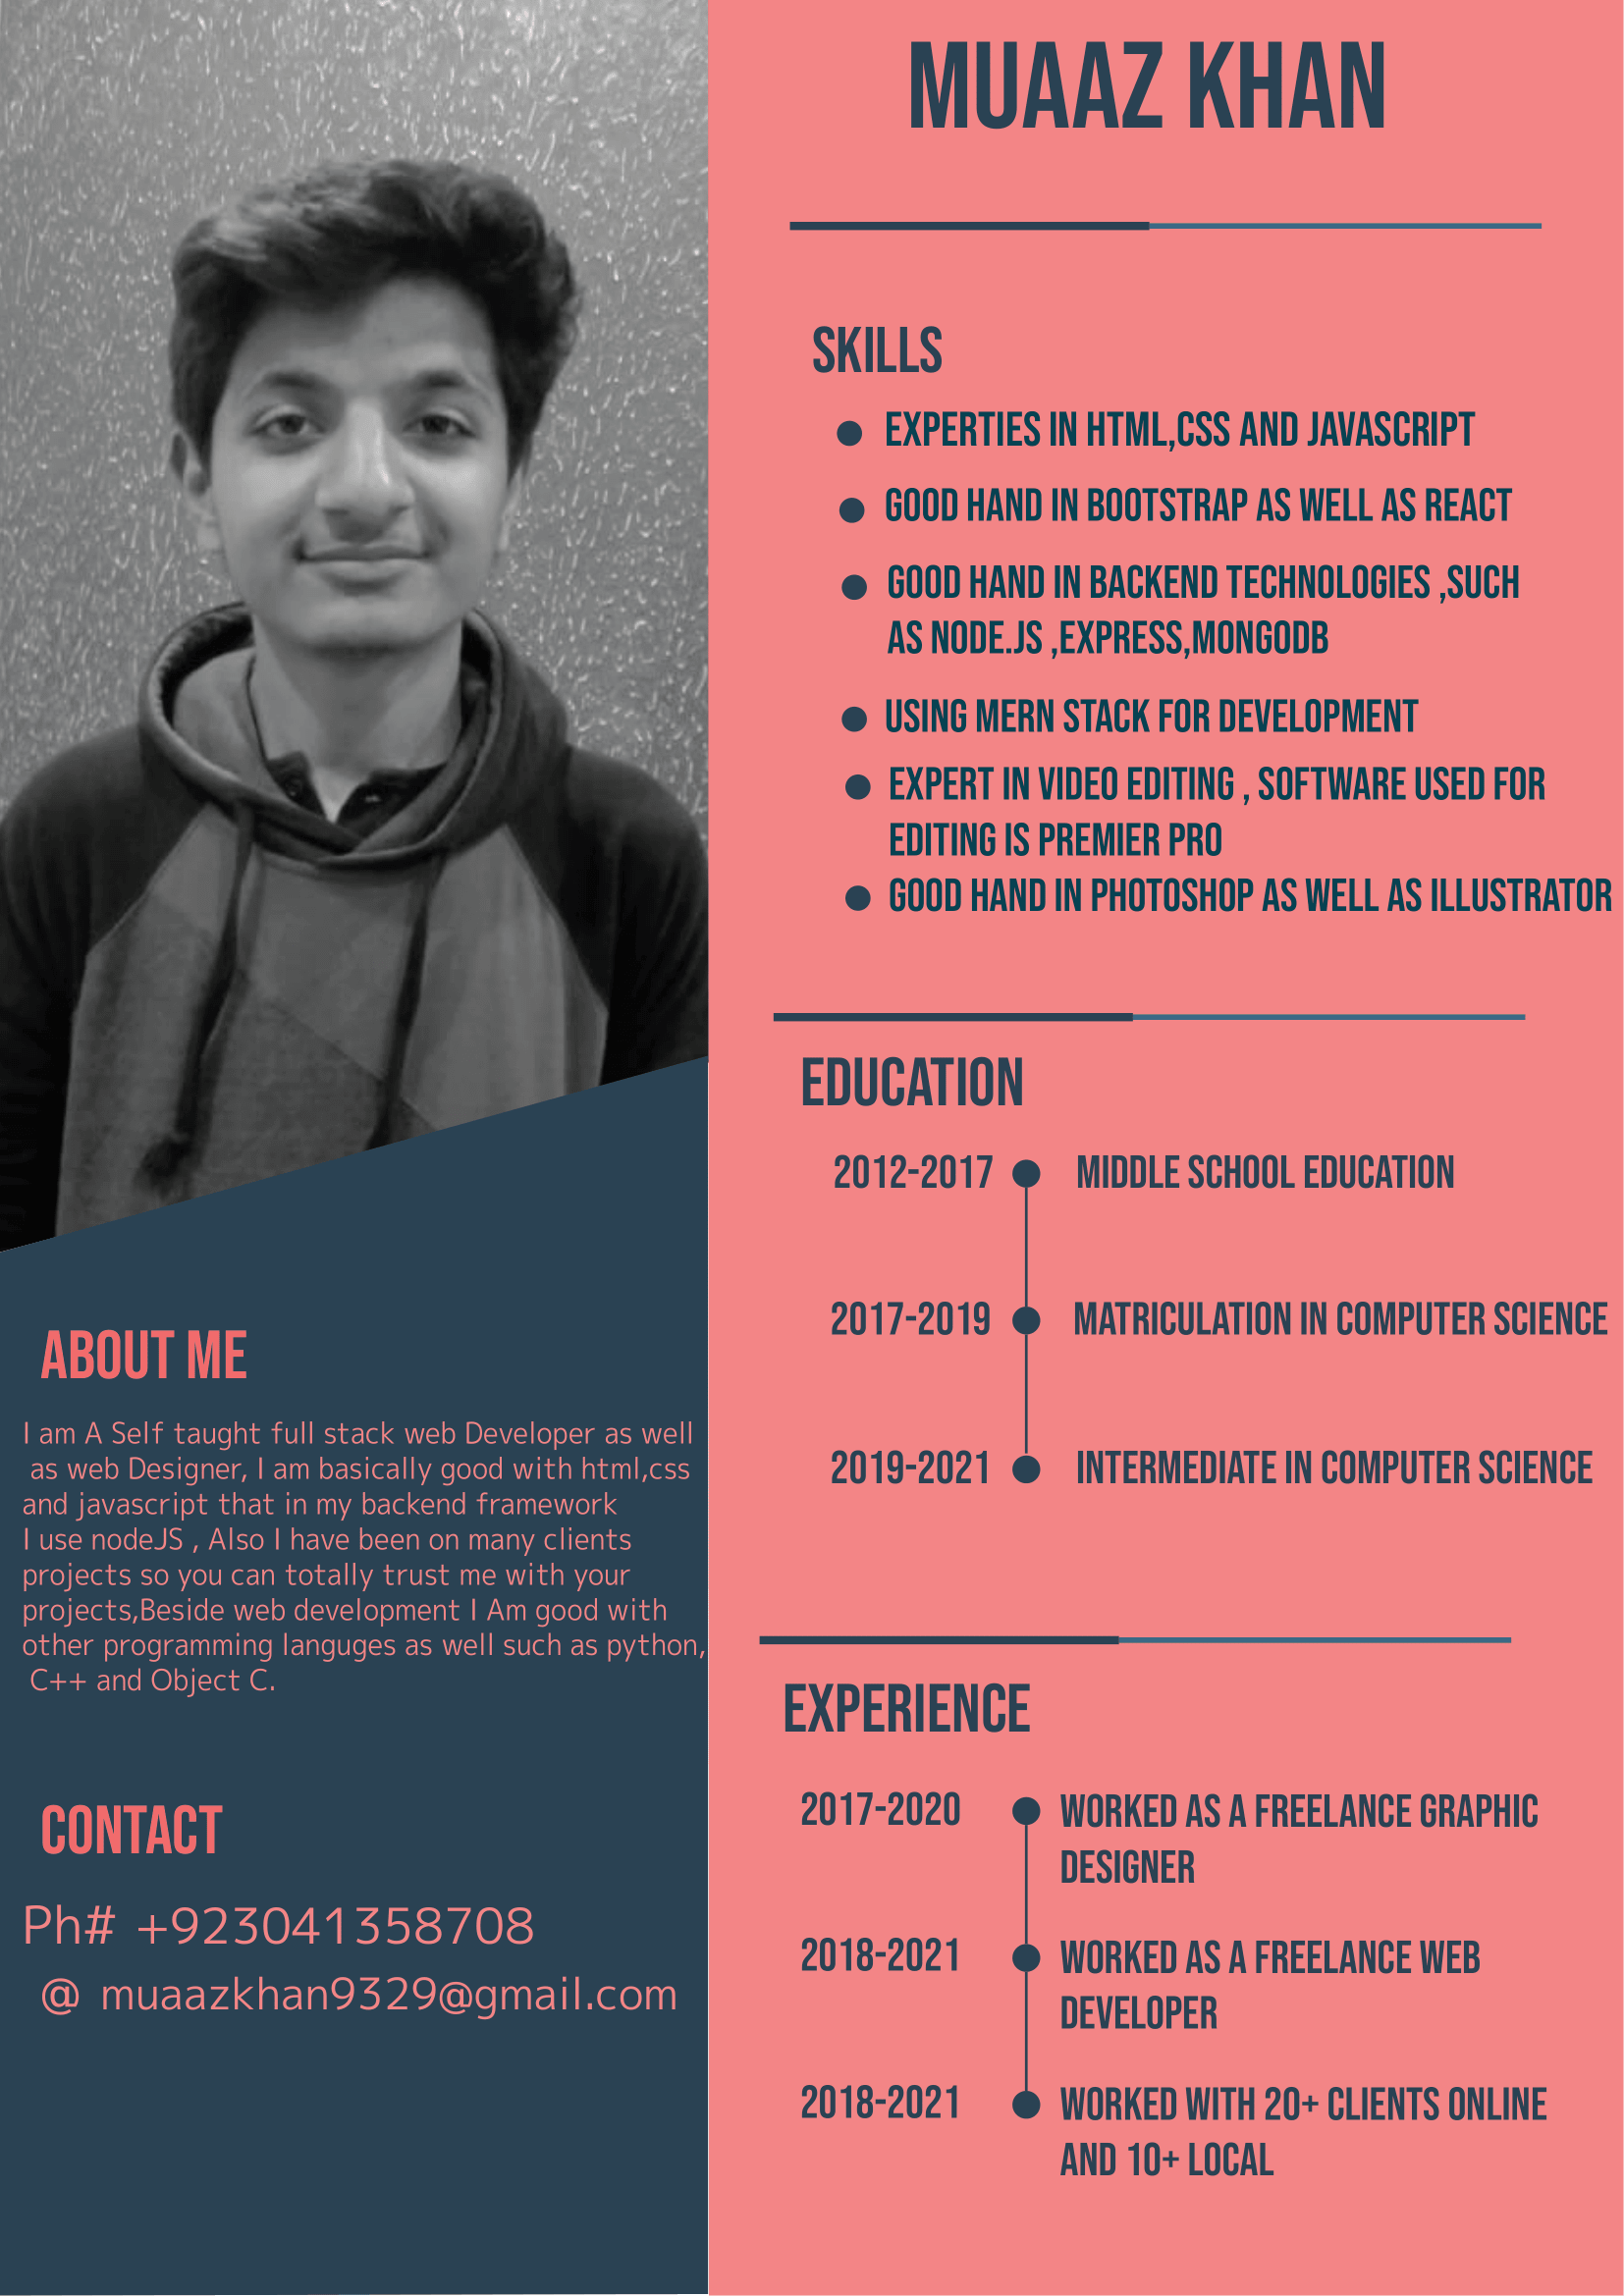 MUAAZ KHAN
SKILLS
EXPERTIES IN HTML,CSS AND JAVASCRIPT
GOOD HAND IN BOOTSTRAP AS WELL AS REACT
GOOD HAND IN BACKEND TECHNOLOGIES ,SUCH
AS NODE.JS ,EXPRESS,MONGODB
USING MERN STACK FOR DEVELOPMENT
EXPERT IN VIDEO EDITING , SOFTWARE USED FOR
EDITING IS PREMIER PRO
GOOD HAND IN PHOTOSHOP AS WELL AS ILLUSTRATOR
EDUCATION
2012-2017 MIDDLE SCHOOL EDUCATION
2017-2019 MATRICULATION IN COMPUTER SCIENCE
2019-2021 INTERMEDIATE IN COMPUTER SCIENCE
EXPERIENCE
2017-2020 WORKED AS A FREELANCE GRAPHIC
DESIGNER
2018-2021 WORKED AS A FREELANCE WEB
DEVELOPER
2018-2021 WORKED WITH 20+ CLIENTS ONLINE
AND 10+ LOCAL
ABOUT ME
I am A Self taught full stack web Developer as well
as web Designer, I am basically good with html,css
and javascript that in my backend framework
I use nodeJS , Also I have been on many clients
projects so you can totally trust me with your
projects,Beside web development I Am good with
other programming languges as well such as python,
C++ and Object C.
CONTACT
Ph# +923041358708
@ muaazkhan9329@gmail.com